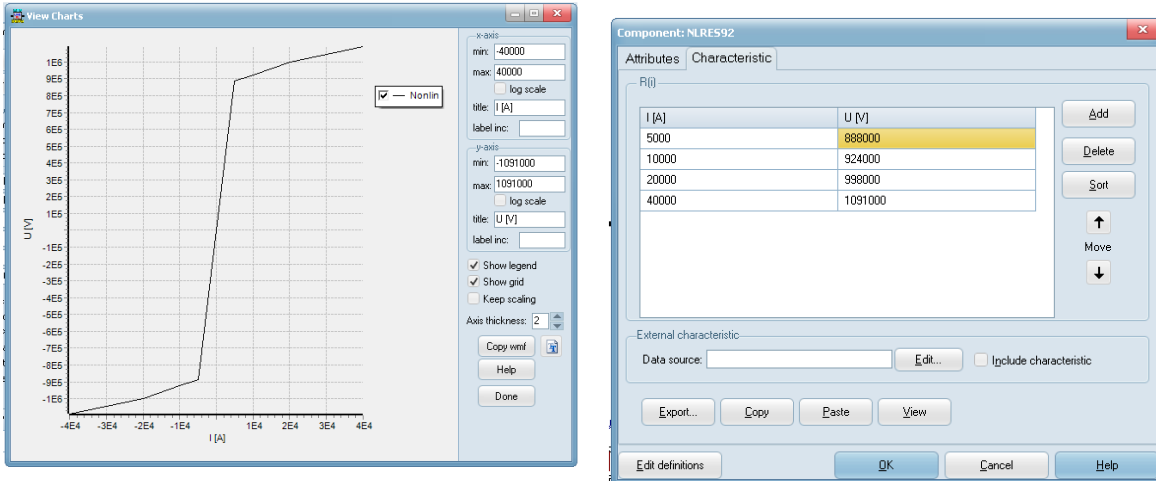 View Charts
1E6
9E5
8E5
7E5
6E5
5E5
4E5
3E5
2E5
1E5
-1E5
-2E5
-3E5
-4E5
-5E5
-6E5
-7E5
-8E5
-9E5
-1E6
U [V]
-4E4 -3E4 -2E4 -1E4 1E4 2E4 3E4 4E4
I [A]
Nonlin
x-axis
min: -40000
max: 40000
log scale
title: I [A]
label inc:
y-axis
min: -1091000
max: 1091000
log scale
title: U [V]
label inc:
Show legend
Show grid
Keep scaling
Axis thickness: 2
Copy wmf
Help
Done
Component: NLRES92
Attributes Characteristic
R(i)
I [A] U [V]
5000 888000
10000 924000
20000 998000
40000 1091000
Add
Delete
Sort
Move
External characteristic
Data source: Edit... Include characteristic
Export... Copy Paste View
Edit definitions OK Cancel Help